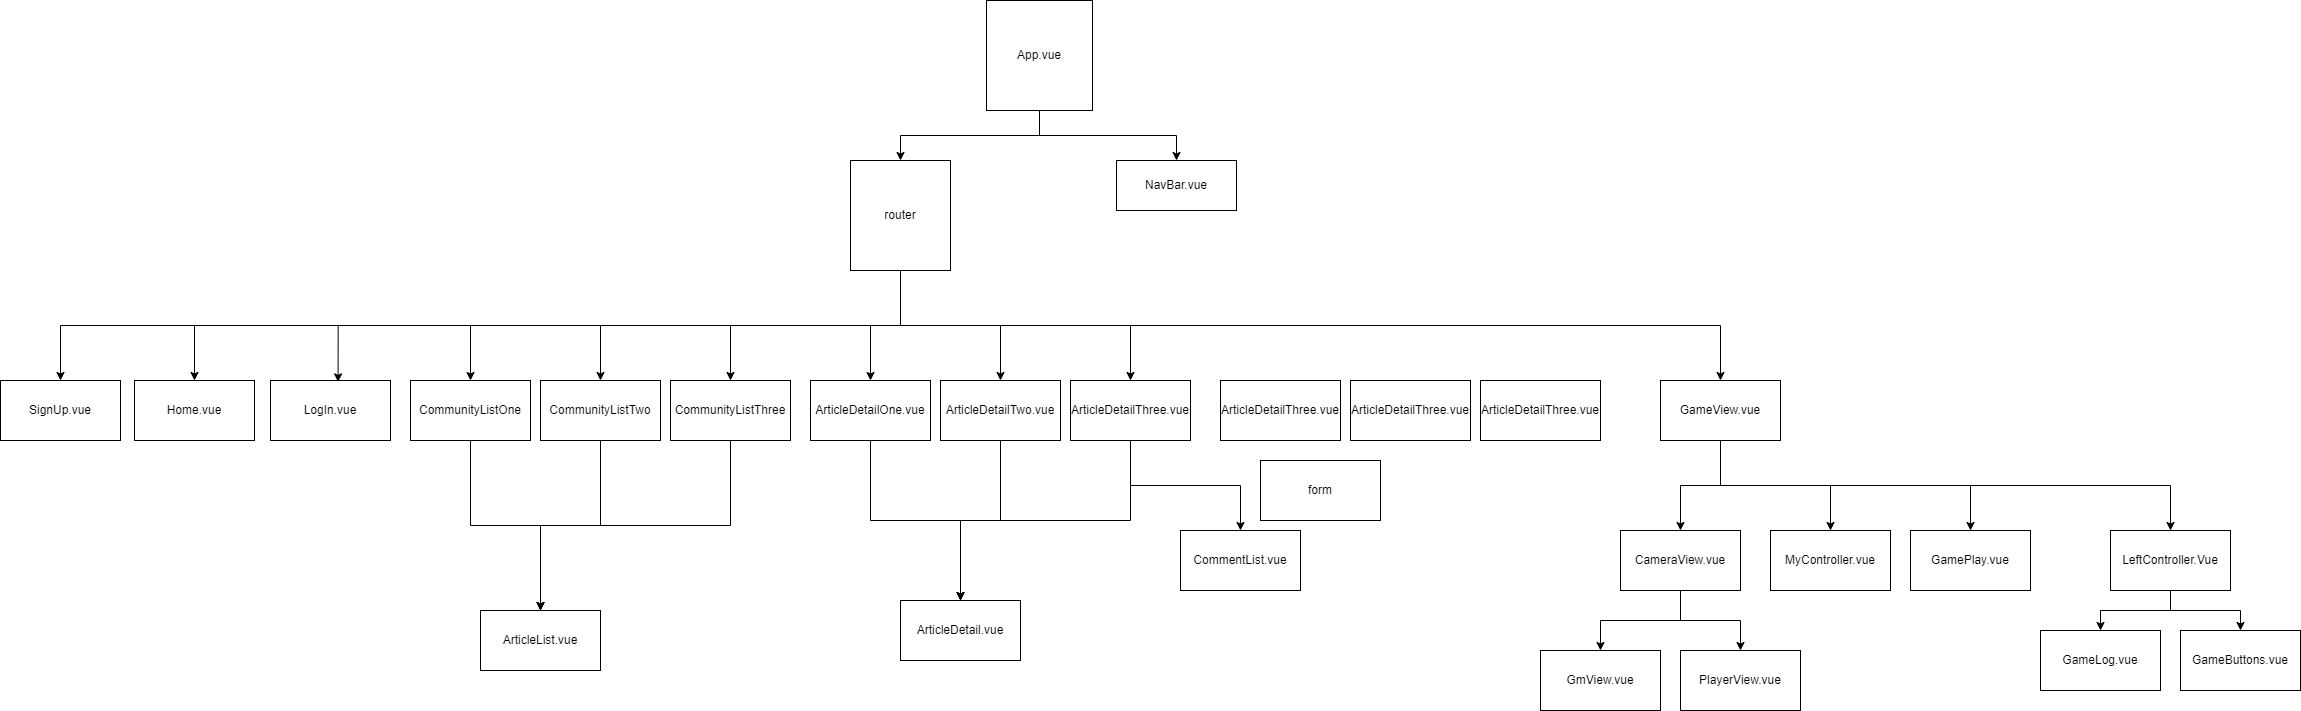 App.vue
NavBar.vue
router
SignUp.vue
Home.vue
LogIn.vue
CommunityListOne
CommunityListTwo
CommunityListThree
ArticleDetailOne.vue
ArticleDetailTwo.vue
ArticleDetailThree.vue
ArticleDetailThree.vue
ArticleDetailThree.vue
ArticleDetailThree.vue
GameView.vue
form
CommentList.vue
CameraView.vue
MyController.vue
GamePlay.vue
LeftController.Vue
ArticleList.vue
ArticleDetail.vue
GmView.vue
PlayerView.vue
GameLog.vue
GameButtons.vue